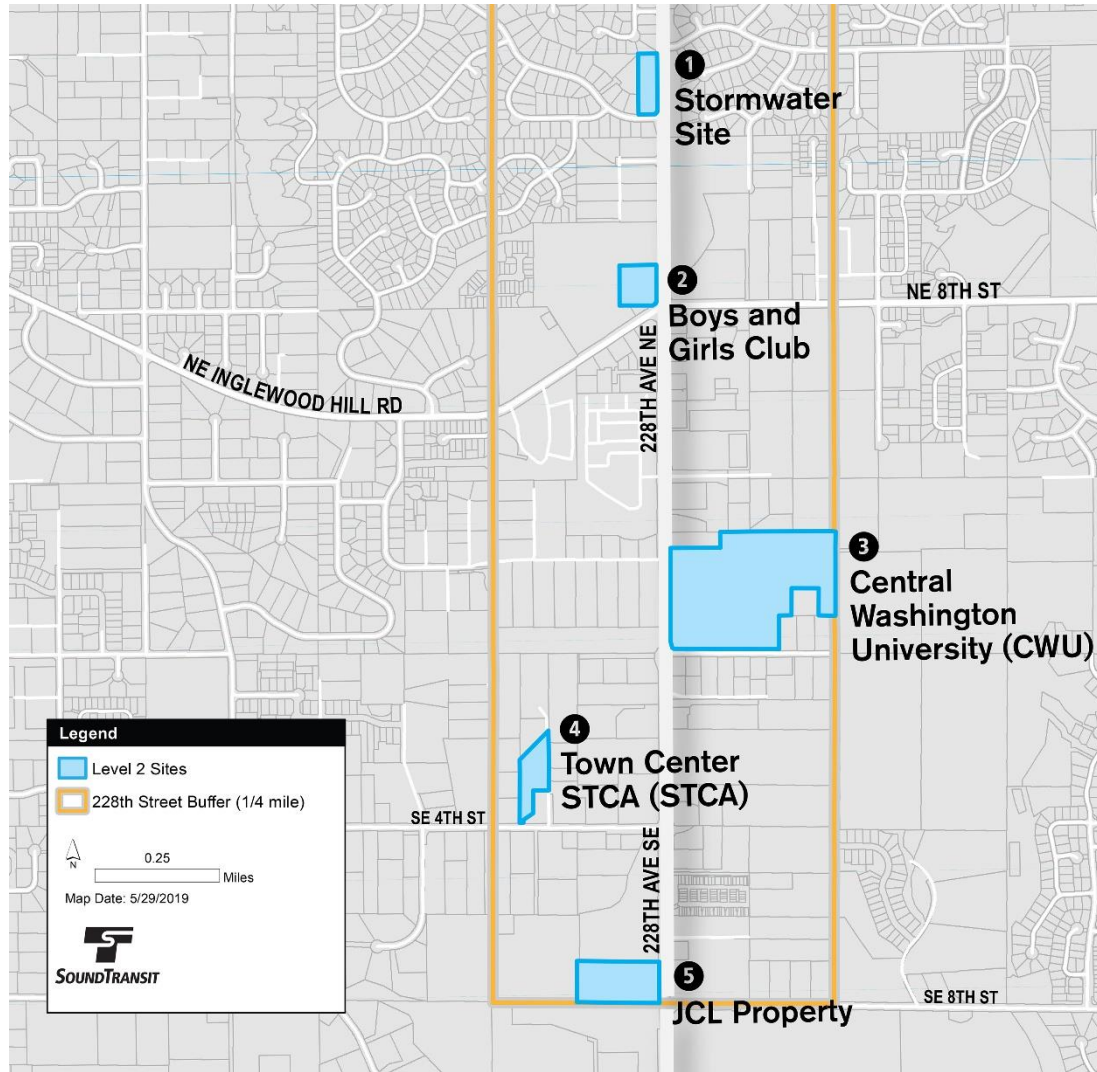 1
Stormwater
Site
2
Boys and
Girls Club
NE 8TH ST
228TH AVE NE
NE INGLEWOOD HILL RD
3
Central
Washington
University (CWU)
4
Town Center
STCA (STCA)
SE 4TH ST
228TH AVE SE
5
JCL Property
SE 8TH ST
Legend
Level 2 Sites
228th Street Buffer (1/4 mile)
N
0.25
Miles
Map Date: 5/29/2019
SOUNDTRANSIT